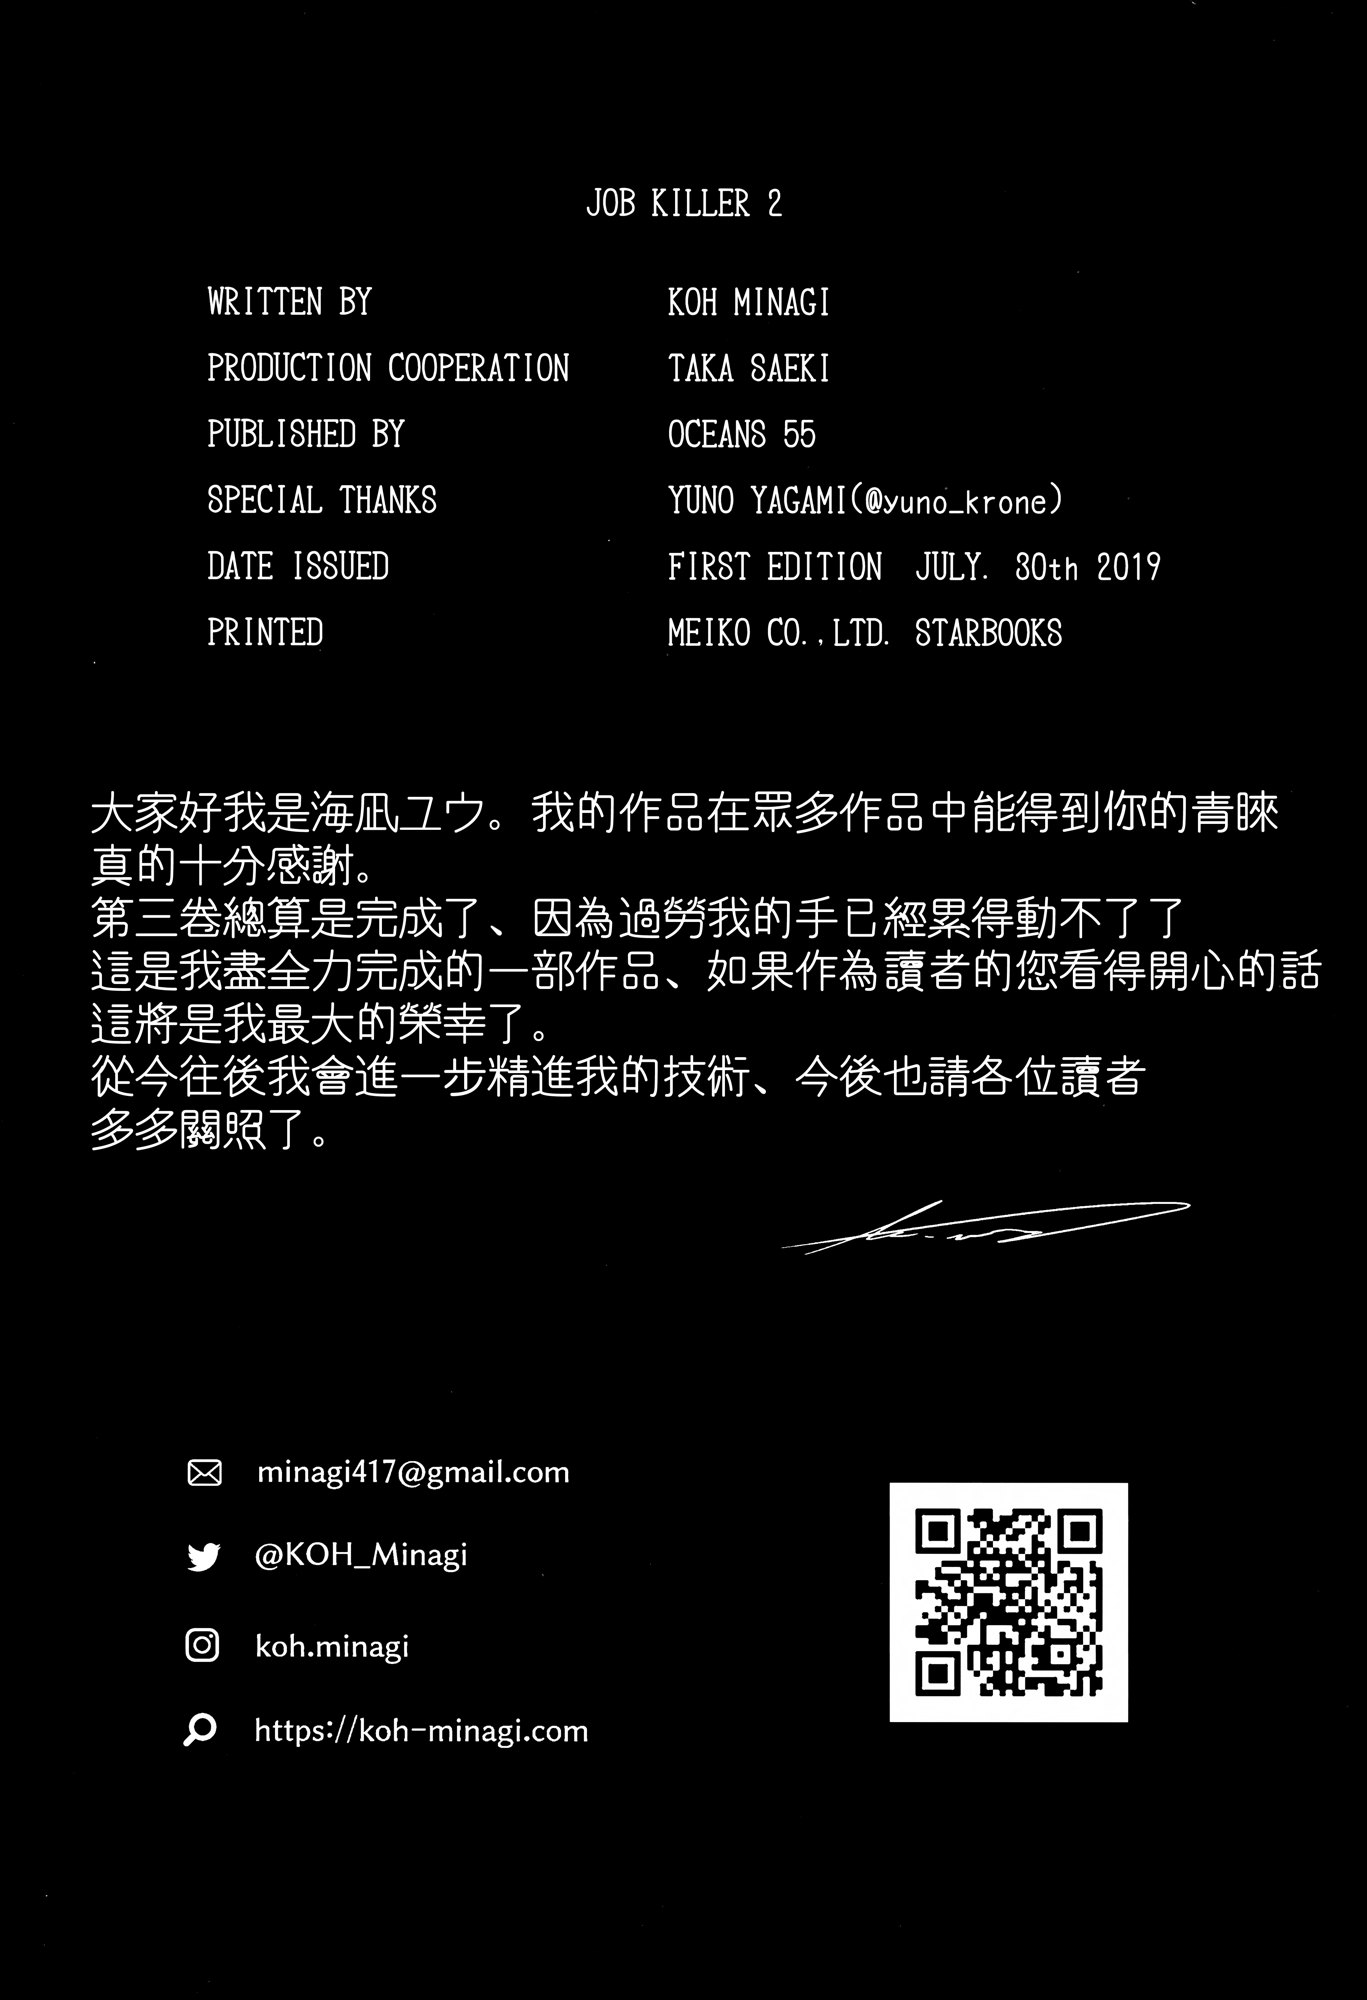 JOB KILLER 2
WRITTEN BY KOH MINAGI
PRODUCTION COOPERATION TAKA SAEKI
PUBLISHED BY OCEANS 55
SPECIAL THANKS YUNO YAGAMI(@yuno_krone)
DATE ISSUED FIRST EDITION JULY. 30th 2019
PRINTED MEIKO CO.,LTD. STARBOOKS
大家好我是海凪ユウ。我的作品在眾多作品中能得到你的青睞
真的十分感謝。
第三卷總算是完成了、因為過勞我的手已經累得動不了了
這是我盡全力完成的一部作品、如果作為讀者的您看得開心的話
這將是我最大的榮幸了。
從今往後我會進一步精進我的技術、今後也請各位讀者
多多關照了。
minagi417@gmail.com
@KOH_Minagi
koh.minagi
https://koh-minagi.com